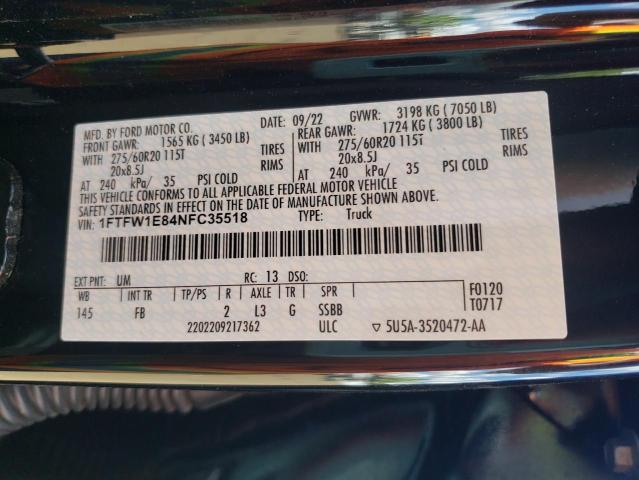 MFD. BY FORD MOTOR CO. 09/22 GVWR: 3198 KG ( 7050 LB)
FRONT GAWR: 1565 KG ( 3450 LB) REAR GAWR: 1724 KG ( 3800 LB)
WITH 275/60R20 115T TIRES WITH 275/60R20 115T TIRES
20x8.5J RIMS 20x8.5J RIMS
AT 240 kPa/ 35 PSI COLD AT 240 kPa/ 35 PSI COLD
THIS VEHICLE CONFORMS TO ALL APPLICABLE FEDERAL MOTOR VEHICLE
SAFETY STANDARDS IN EFFECT ON THE DATE OF MANUFACTURE SHOWN ABOVE.
VIN: 1FTFW1E84NFC35518 TYPE: Truck
EXT PNT: UM RC: 13 DSO:
WB INT TR TP/PS R AXLE TR SPR F0120
145 FB 2 L3 G SSBB T0717
2202209217362 ULC ▽ 5U5A-3520472-AA